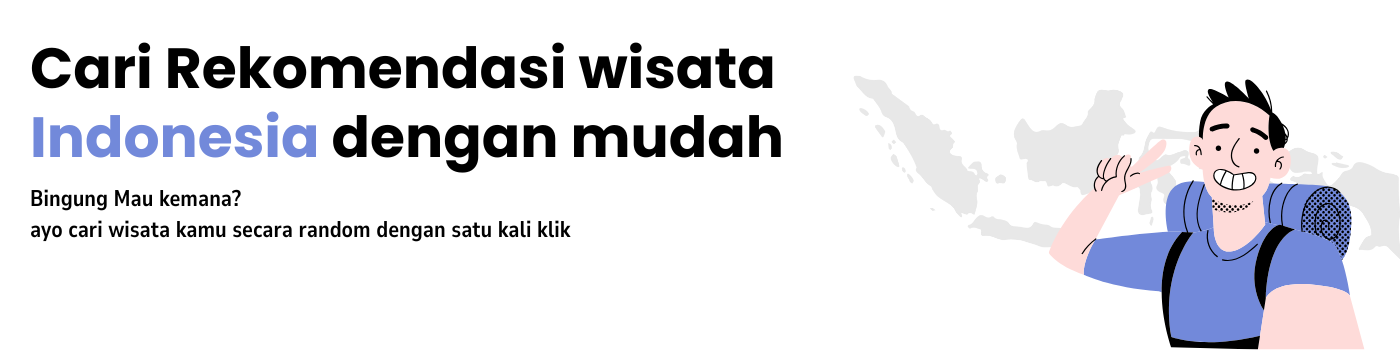 Cari Rekomendasi wisata
Indonesia dengan mudah
Bingung Mau kemana?
ayo cari wisata kamu secara random dengan satu kali klik